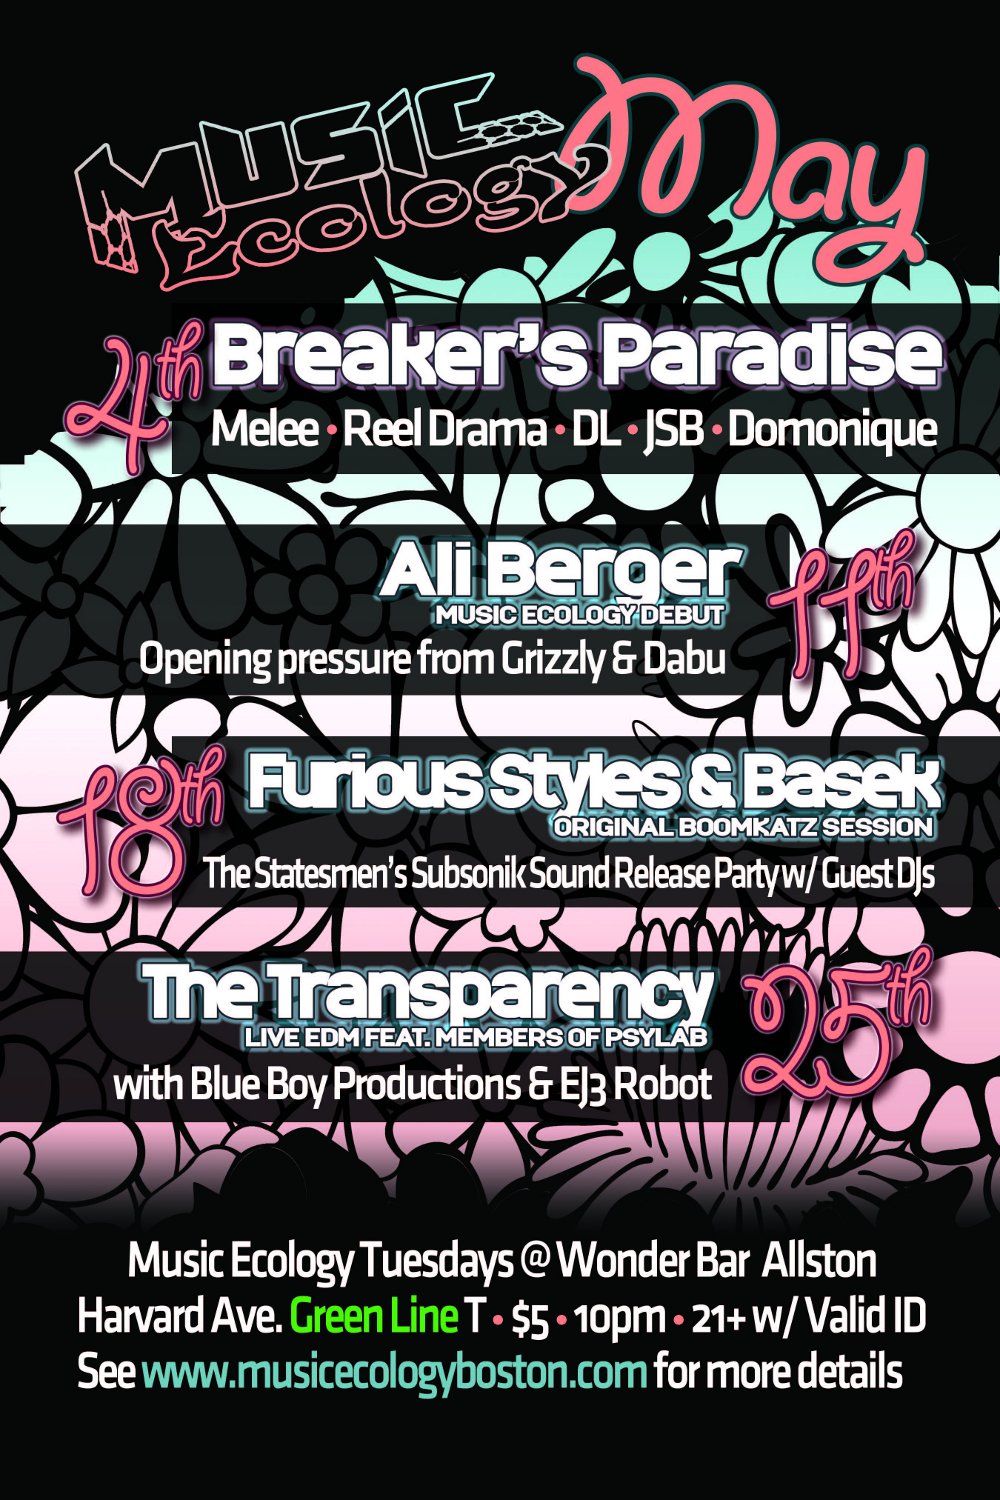 Music
Ecology
May
4th
Breaker's Paradise
Melee • Reel Drama • DL • JSB • Domonique
Ali Berger
MUSIC ECOLOGY DEBUT
Opening pressure from Grizzly & Dabu
11th
18th
Furious Styles & Basek
ORIGINAL BOOMKATZ SESSION
The Statesmen's Subsonik Sound Release Party w/ Guest DJs
The Transparency
LIVE EDM FEAT. MEMBERS OF PSYLAB
with Blue Boy Productions & EJ3 Robot
25th
Music Ecology Tuesdays @ Wonder Bar Allston
Harvard Ave. Green Line T • $5 • 10pm • 21+ w/ Valid ID
See www.musicecologyboston.com for more details